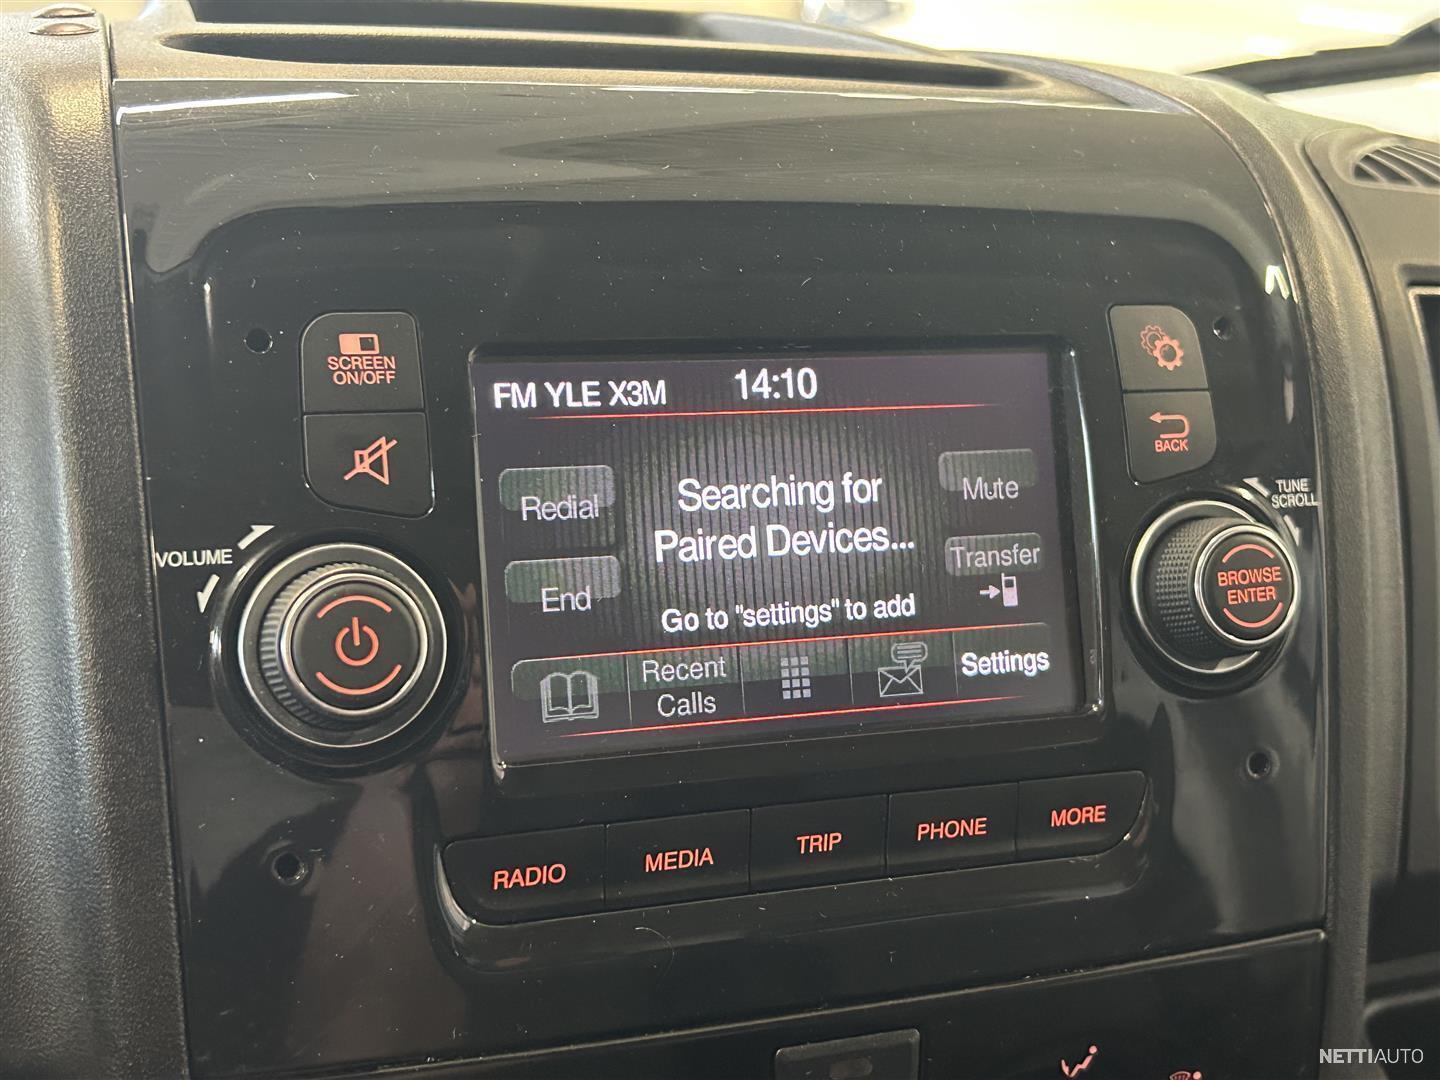 SCREEN
ON/OFF
VOLUME
FM YLE X3M 14:10
Redial
Searching for
Paired Devices...
Mute
End
Transfer
Go to "settings" to add
Recent
Calls
Settings
BACK
TUNE
SCROLL
BROWSE
ENTER
RADIO
MEDIA
TRIP
PHONE
MORE
NETTIAUTO